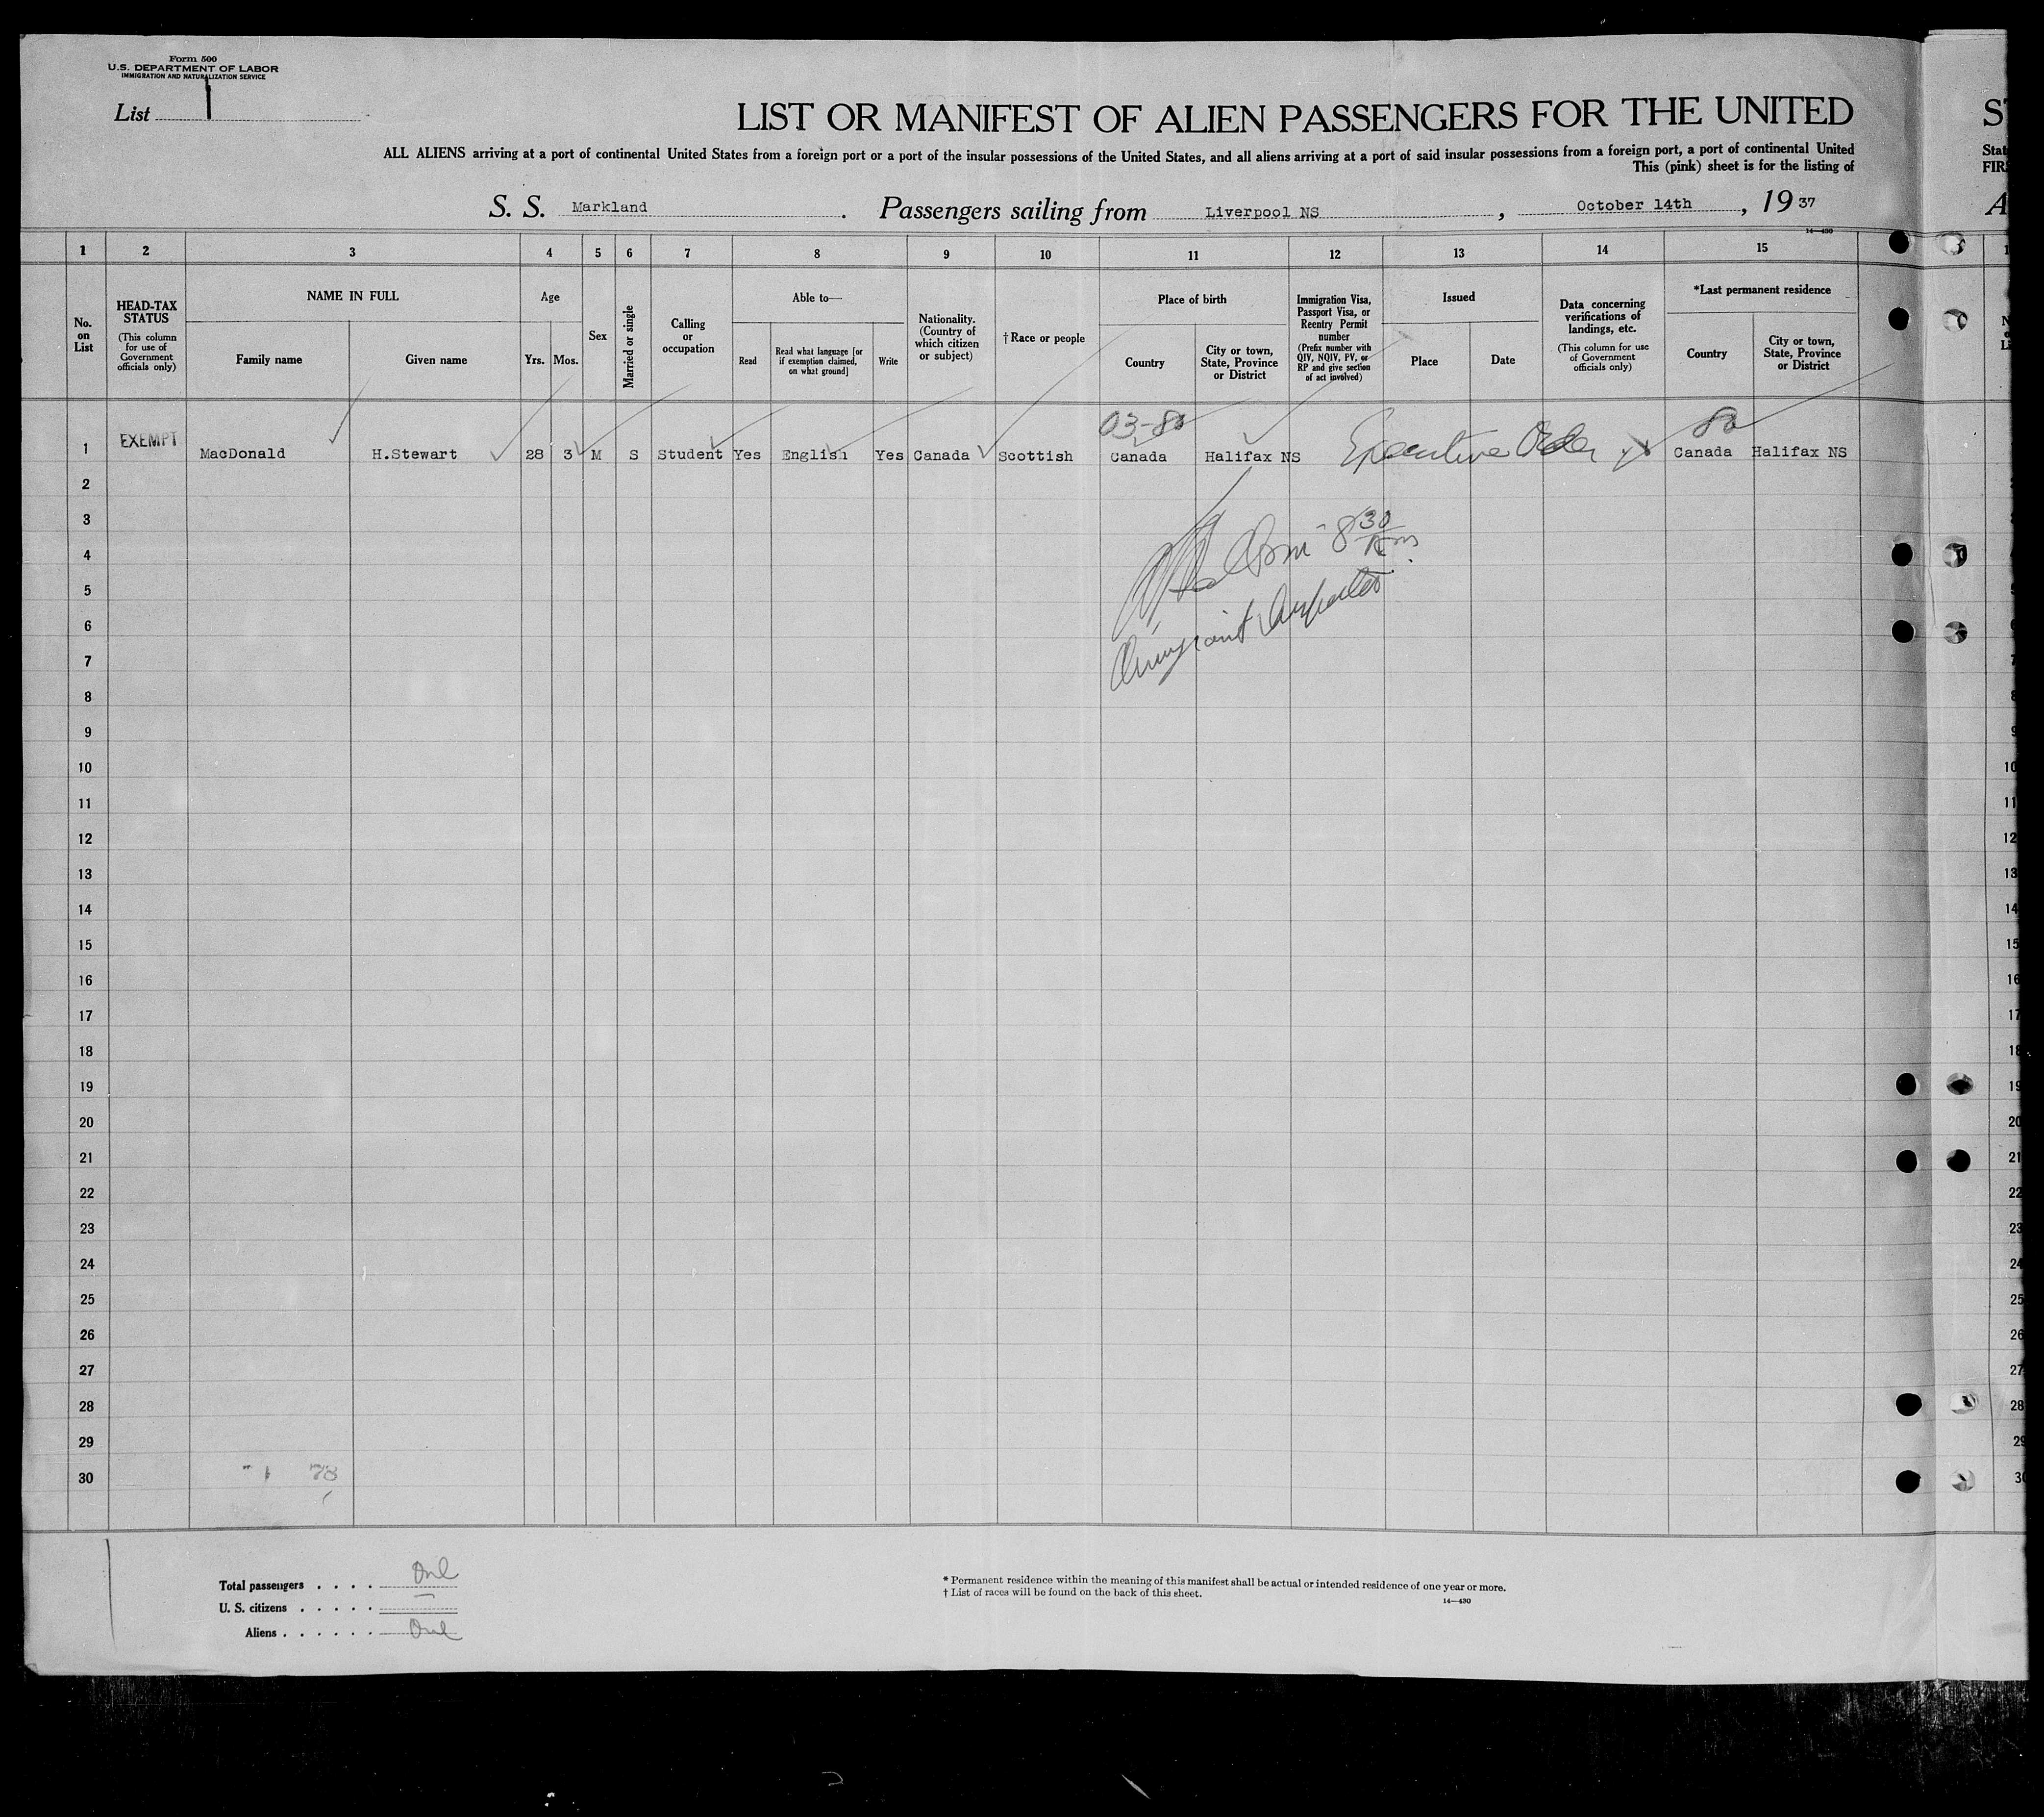 Form 500
U.S. DEPARTMENT OF LABOR
IMMIGRATION AND NATURALIZATION SERVICE
List 1
LIST OR MANIFEST OF ALIEN PASSENGERS FOR THE UNITED
ALL ALIENS arriving at a port of continental United States from a foreign port or a port of the insular possessions of the United States, and all aliens arriving at a port of said insular possessions from a foreign port, a port of continental United
This (pink) sheet is for the listing of
S. S. Markland. Passengers sailing from Liverpool NS, October 14th, 19 37
14—430
1 2 3 4 5 6 7 8 9 10 11 12 13 14 15
No. on List
HEAD-TAX STATUS
(This column for use of Government officials only)
NAME IN FULL
Family name
Given name
Age
Yrs. Mos.
Sex
Married or single
Calling or occupation
Able to—
Read
Read what language [or if exemption claimed, on what ground]
Write
Nationality. (Country of which citizen or subject)
† Race or people
Place of birth
Country
City or town, State, Province or District
Immigration Visa, Passport Visa, or Reentry Permit number
(Prefix number with QIV, NQIV, PV, or RP and give section of act involved)
Issued
Place
Date
Data concerning verifications of landings, etc.
(This column for use of Government officials only)
*Last permanent residence
Country
City or town, State, Province or District
03-80
80
1 EXEMPT MacDonald H.Stewart 28 3 M S Student Yes English Yes Canada Scottish Canada Halifax NS Executive Order Canada Halifax NS
2
3
8 30
4
5
6
Immigrant Inspector
7
8
9
10
11
12
13
14
15
16
17
18
19
20
21
22
23
24
25
26
27
28
29
30
Total passengers . . . . One
U. S. citizens . . . . . —
Aliens . . . . . . One
* Permanent residence within the meaning of this manifest shall be actual or intended residence of one year or more.
† List of races will be found on the back of this sheet.
14—430